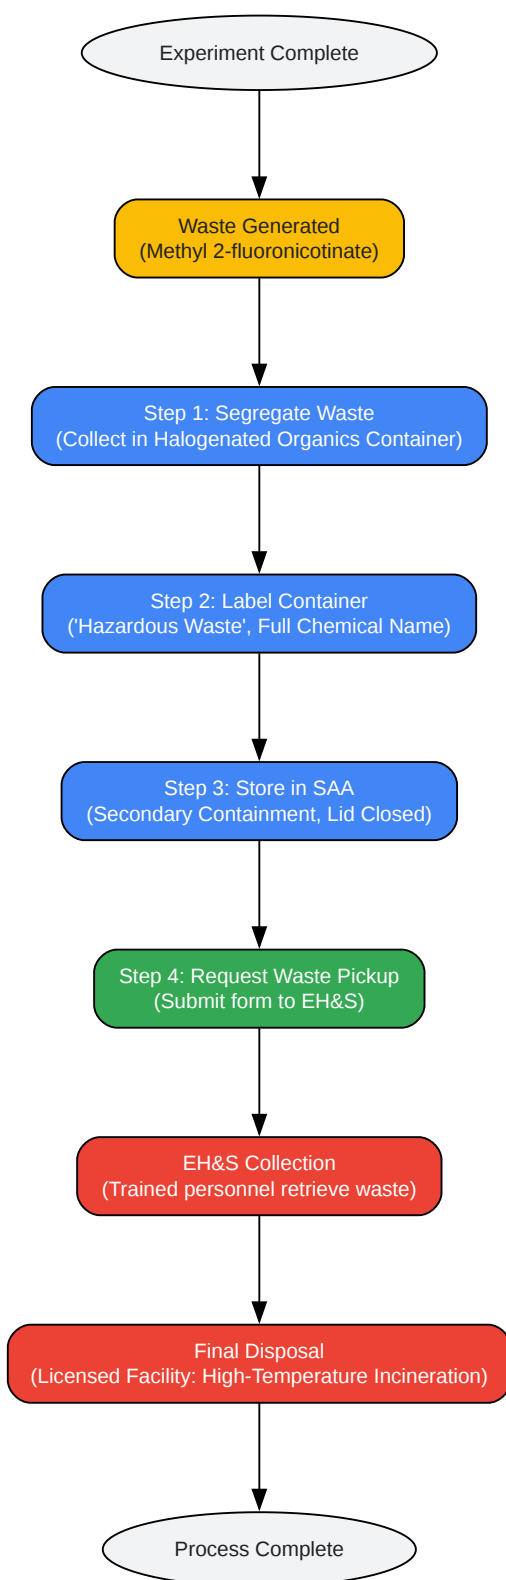 Experiment Complete
Waste Generated
(Methyl 2-fluoronicotinate)
Step 1: Segregate Waste
(Collect in Halogenated Organics Container)
Step 2: Label Container
('Hazardous Waste', Full Chemical Name)
Step 3: Store in SAA
(Secondary Containment, Lid Closed)
Step 4: Request Waste Pickup
(Submit form to EH&S)
EH&S Collection
(Trained personnel retrieve waste)
Final Disposal
(Licensed Facility: High-Temperature Incineration)
Process Complete